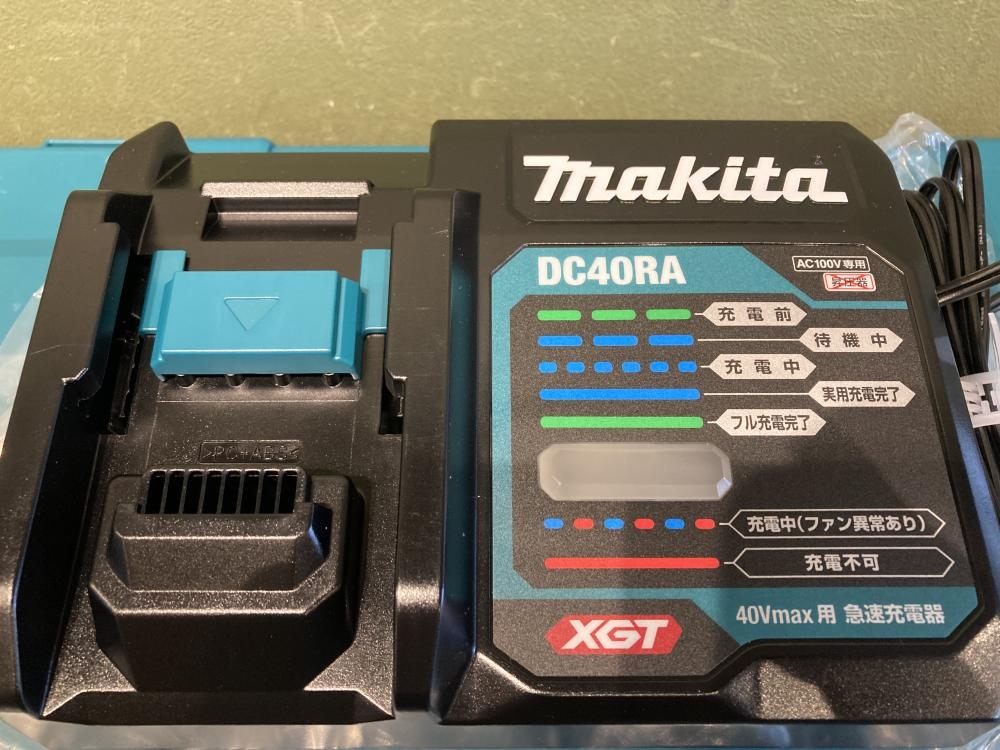 makita
DC40RA
AC100V専用
昇圧器
充電前
待機中
充電中
実用充電完了
フル充電完了
>PC+ABS<
充電中(ファン異常あり)
充電不可
XGT
40Vmax用 急速充電器